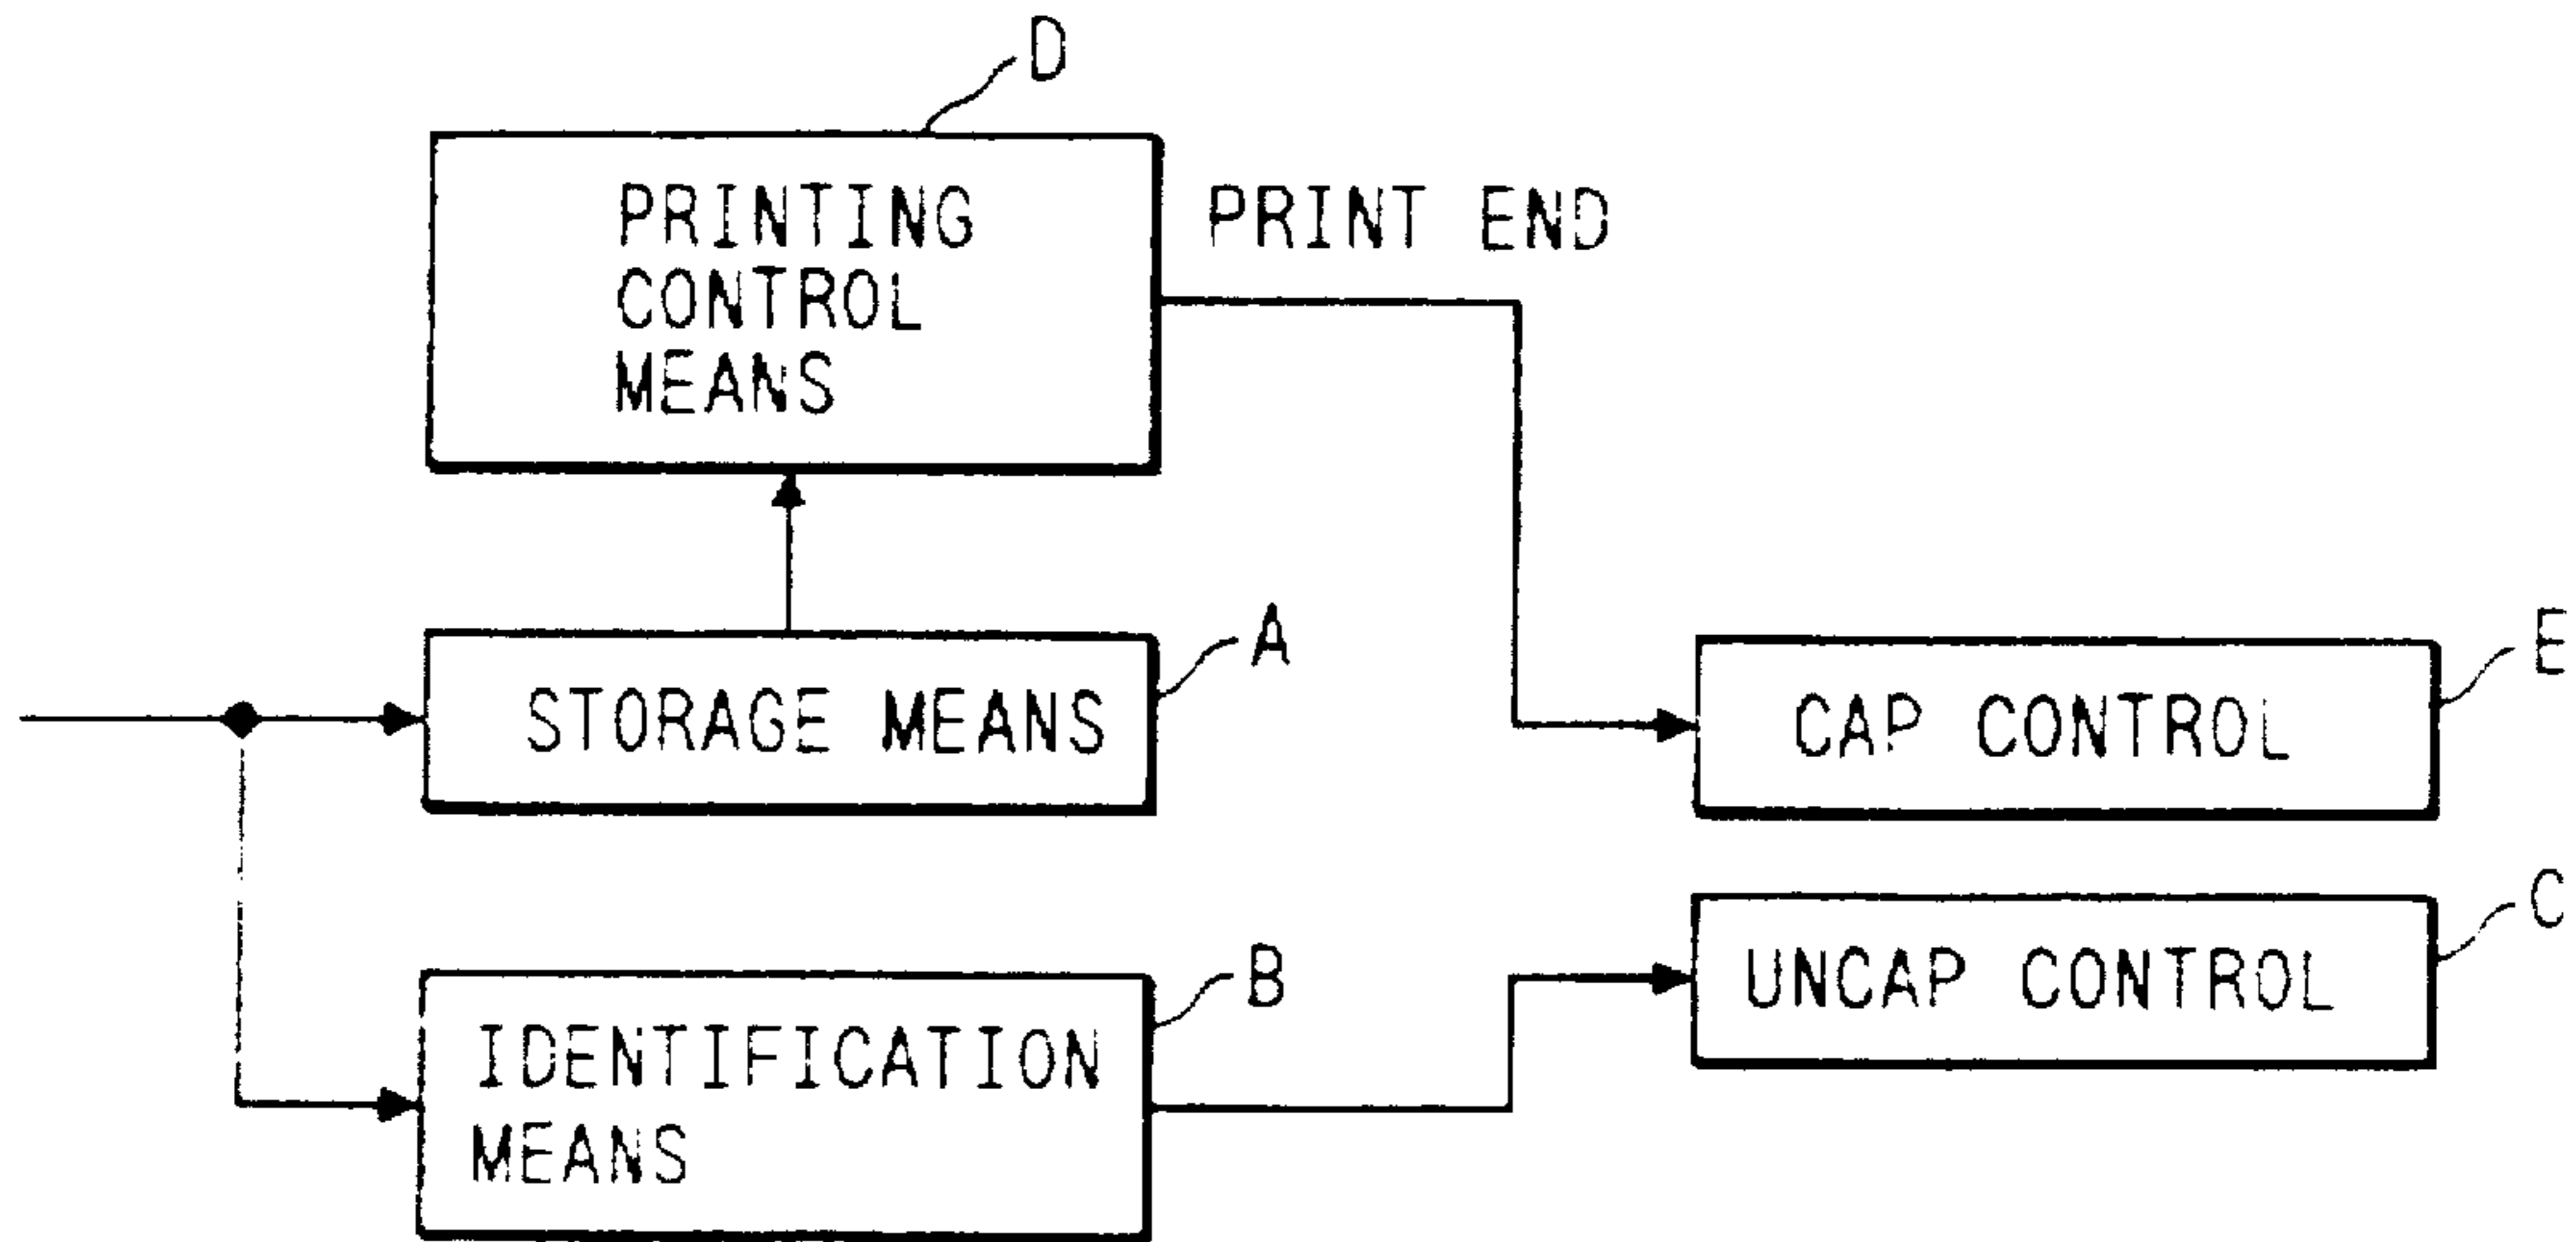 D
PRINTING
CONTROL
MEANS
PRINT END
STORAGE MEANS
A
CAP CONTROL
E
IDENTIFICATION
MEANS
B
UNCAP CONTROL
C